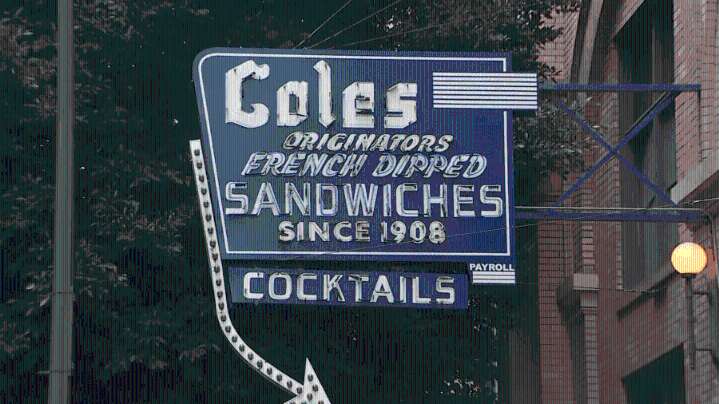 Coles
ORIGINATORS
FRENCH DIPPED
SANDWICHES
SINCE 1908
PAYROLL
COCKTAILS